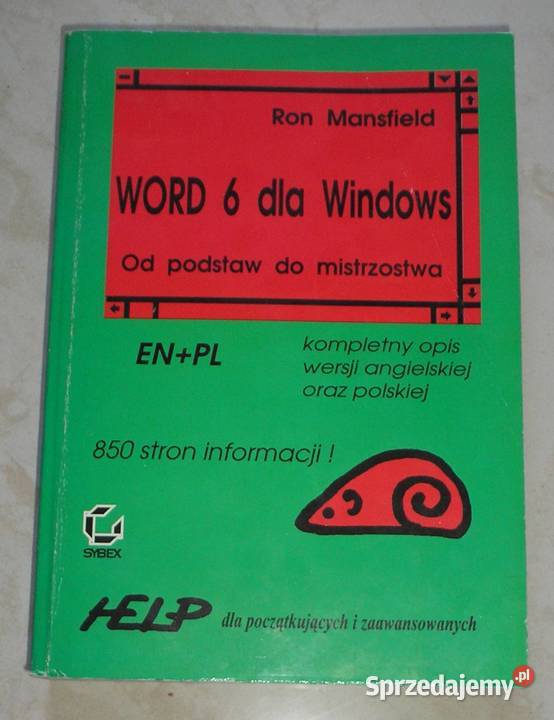 Ron Mansfield
WORD 6 dla Windows
Od podstaw do mistrzostwa
EN+PL
kompletny opis
wersji angielskiej
oraz polskiej
850 stron informacji !
SYBEX
HELP dla początkujących i zaawansowanych
Sprzedajemy.pl